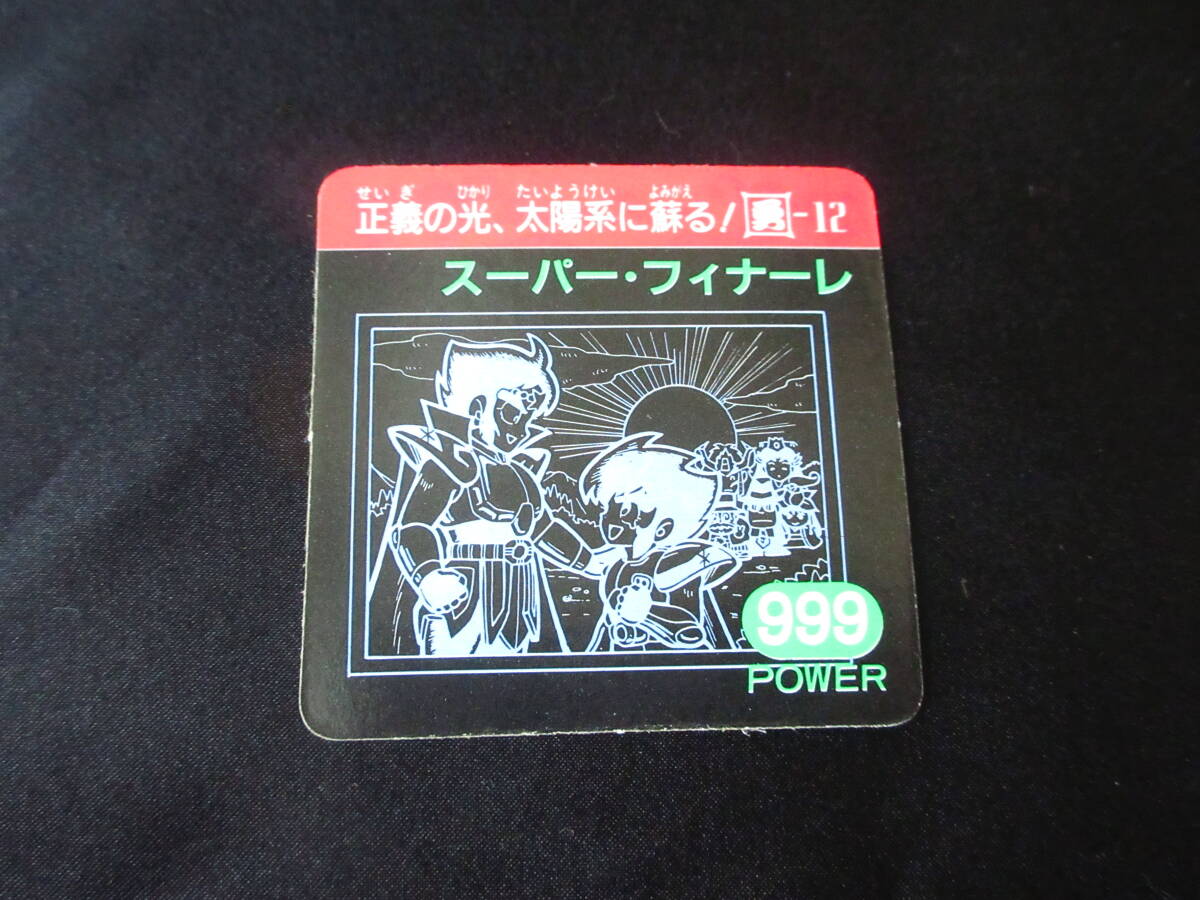 せいぎ ひかり たいようけい よみがえ
正義の光、太陽系に蘇る! 勇-12
スーパー・フィナーレ
999
POWER